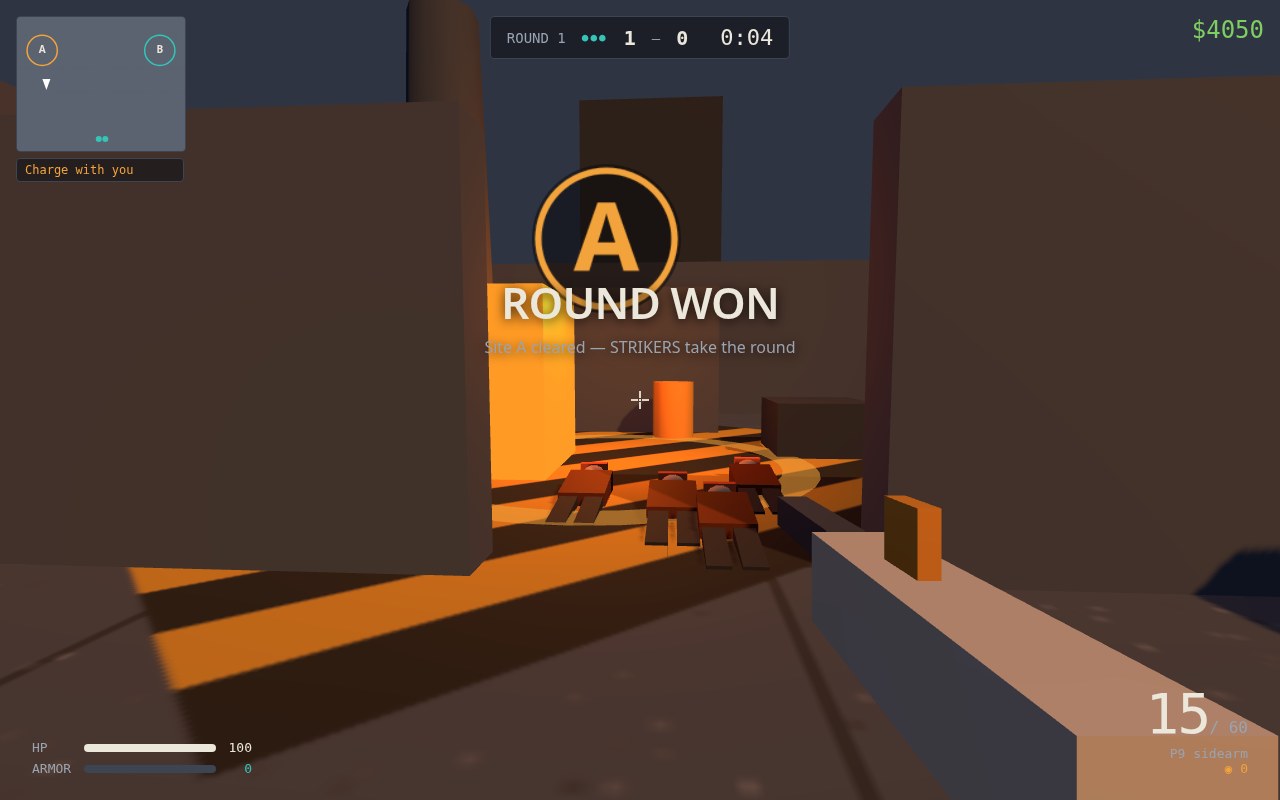 A B
ROUND 1 1 – 0 0:04
$4050
Charge with you
A
ROUND WON
Site A cleared — STRIKERS take the round
HP 100
ARMOR 0
15 / 60
P9 sidearm
0